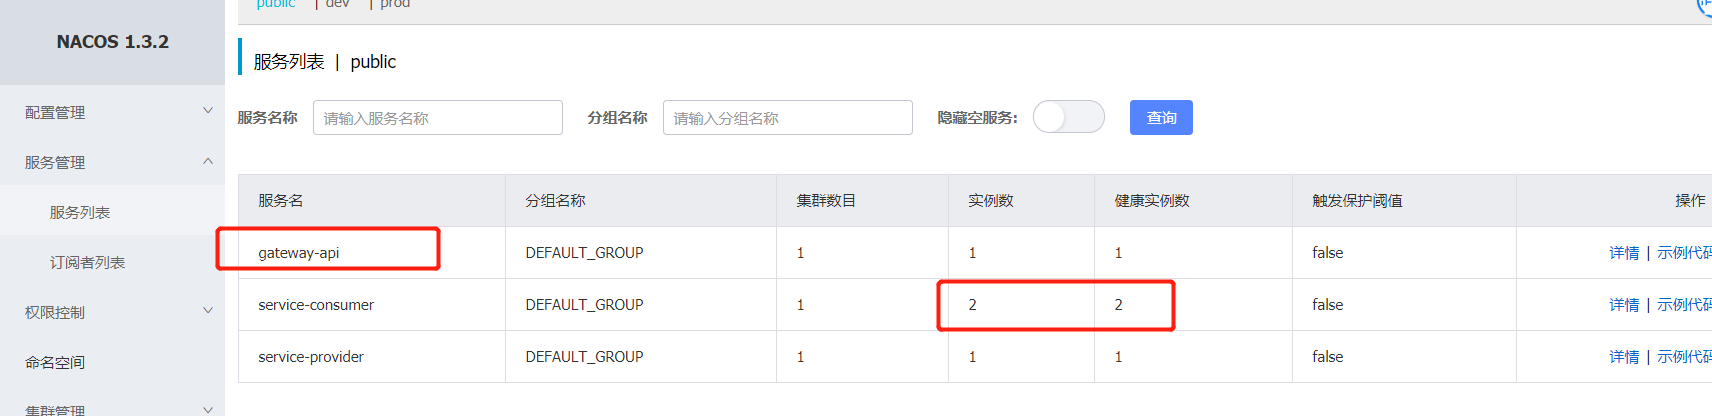 public | dev | prod
NACOS 1.3.2
服务列表 | public
配置管理
服务名称 请输入服务名称 分组名称 请输入分组名称 隐藏空服务: 查询
服务管理
服务名 分组名称 集群数目 实例数 健康实例数 触发保护阈值 操作
服务列表
gateway-api DEFAULT_GROUP 1 1 1 false 详情 | 示例代码
订阅者列表
service-consumer DEFAULT_GROUP 1 2 2 false 详情 | 示例代码
权限控制
service-provider DEFAULT_GROUP 1 1 1 false 详情 | 示例代码
命名空间
集群管理